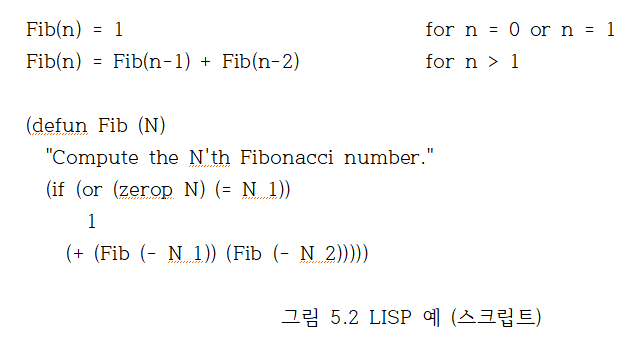 Fib(n) = 1 for n = 0 or n = 1
Fib(n) = Fib(n-1) + Fib(n-2) for n > 1
(defun Fib (N)
"Compute the N'th Fibonacci number."
(if (or (zerop N) (= N 1))
1
(+ (Fib (- N 1)) (Fib (- N 2)))))
그림 5.2 LISP 예 (스크립트)